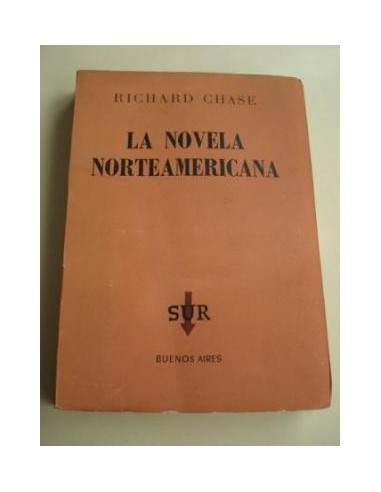 RICHARD CHASE
LA NOVELA
NORTEAMERICANA
SUR
BUENOS AIRES